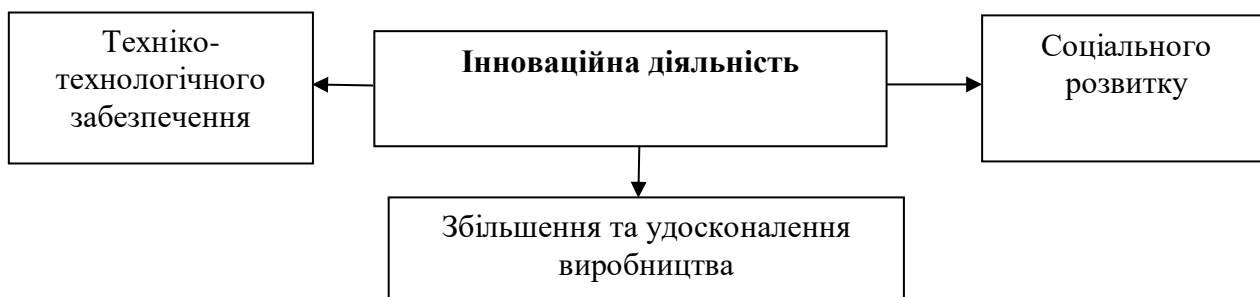 Техніко-
технологічного
забезпечення
Інноваційна діяльність
Соціального
розвитку
Збільшення та удосконалення
виробництва